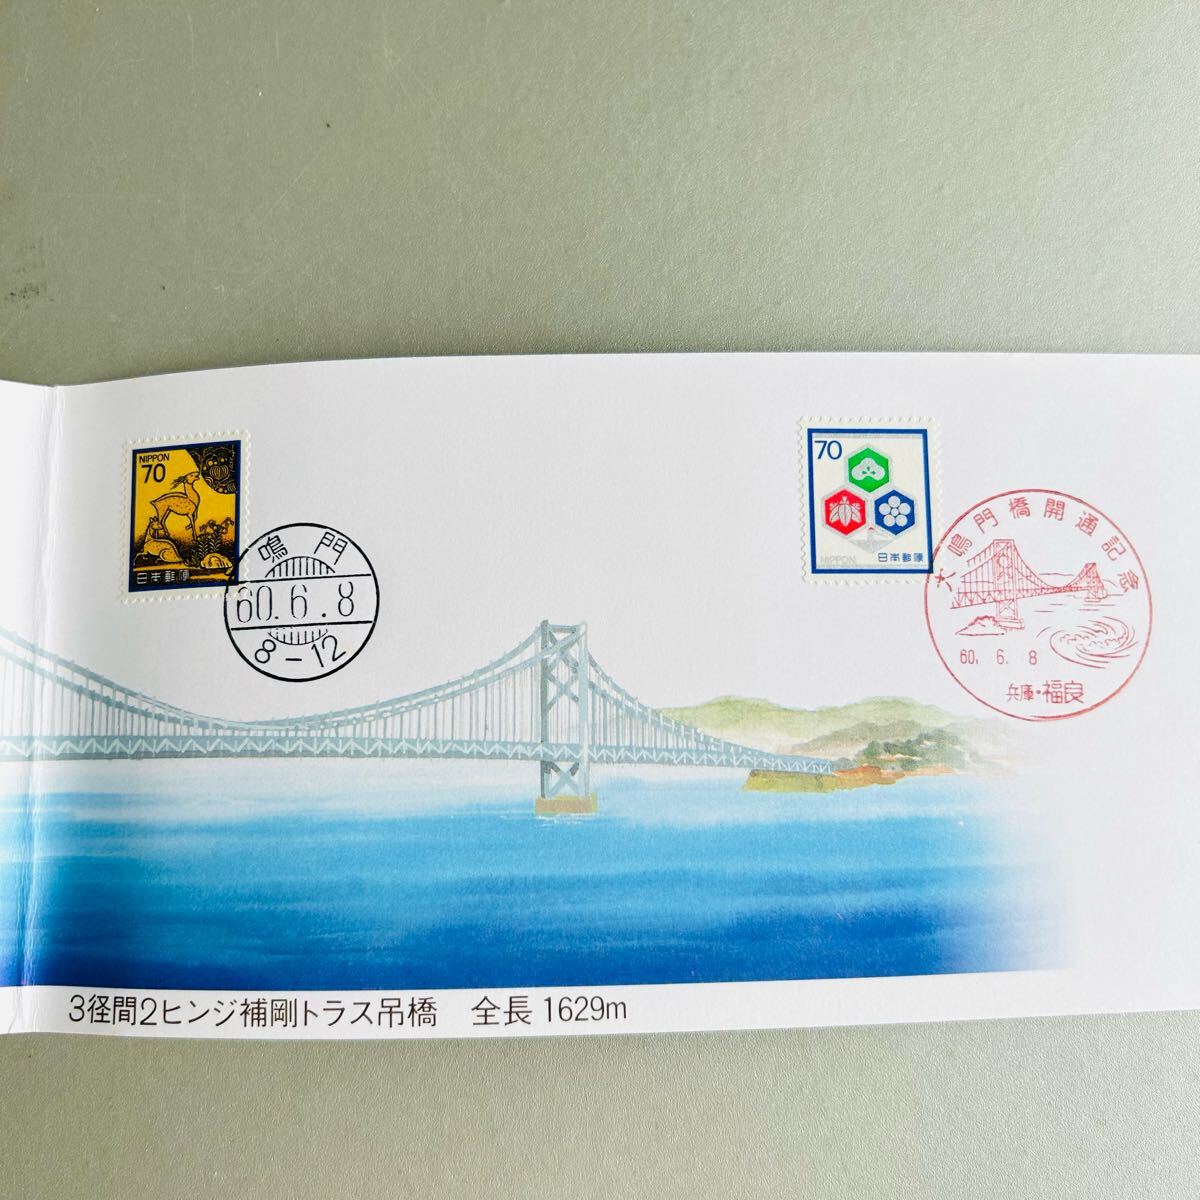 NIPPON
70
日本郵便
鳴門
60.6.8
8-12
70
NIPPON
日本郵便
大鳴門橋開通記念
60. 6. 8
兵庫・福良
3径間2ヒンジ補剛トラス吊橋 全長 1629m